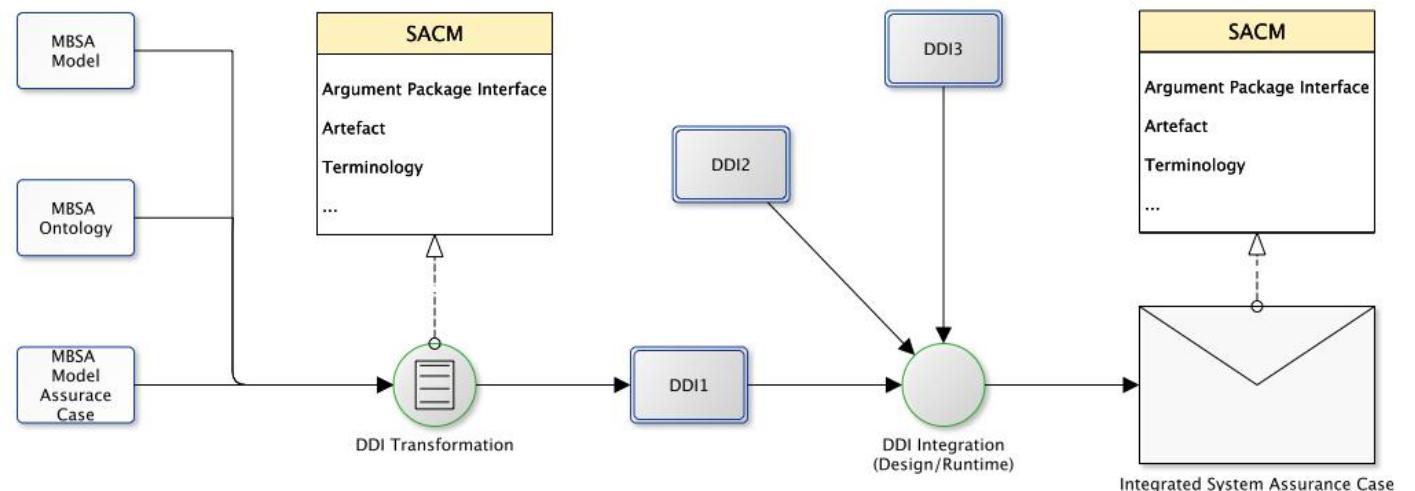 MBSA
Model
SACM
Argument Package Interface
Artefact
Terminology
...
DDI3
SACM
Argument Package Interface
Artefact
Terminology
...
DDI2
MBSA
Ontology
MBSA
Model
Assurace
Case
DDI Transformation
DDI1
DDI Integration
(Design/Runtime)
Integrated System Assurance Case